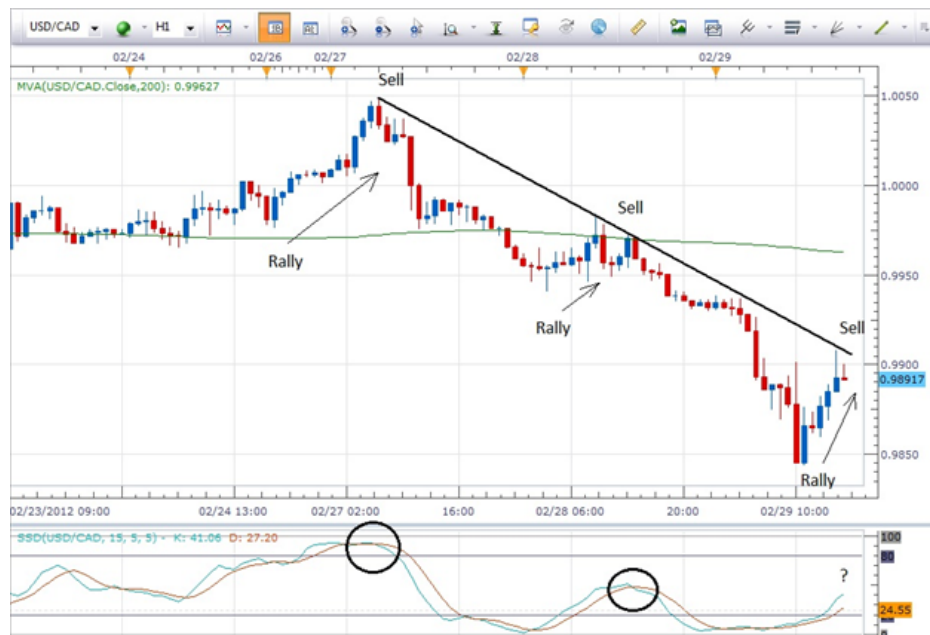 USD/CAD H1
02/24 02/26 02/27 02/28 02/29
MVA(USD/CAD.Close,200): 0.99627
Sell
1.0050
1.0000
Rally
Sell
0.9950
Rally
Sell
0.9900
0.98917
0.9850
Rally
02/23/2012 09:00 02/24 13:00 02/27 02:00 16:00 02/28 06:00 20:00 02/29 10:00
SSD(USD/CAD, 15, 5, 5) - K: 41.06 D: 27.20
100
80
?
24.55
0